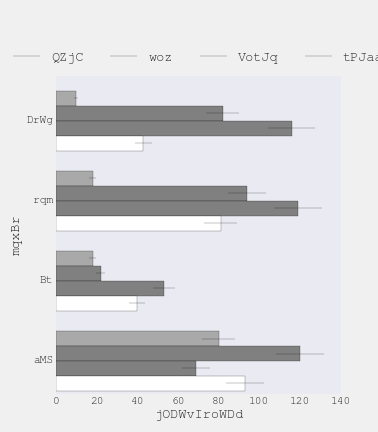 QZjC woz VotJq tPJaa
DrWg
rqm
Bt
aMS
mqxBr
0 20 40 60 80 100 120 140
jODWvIroWDd